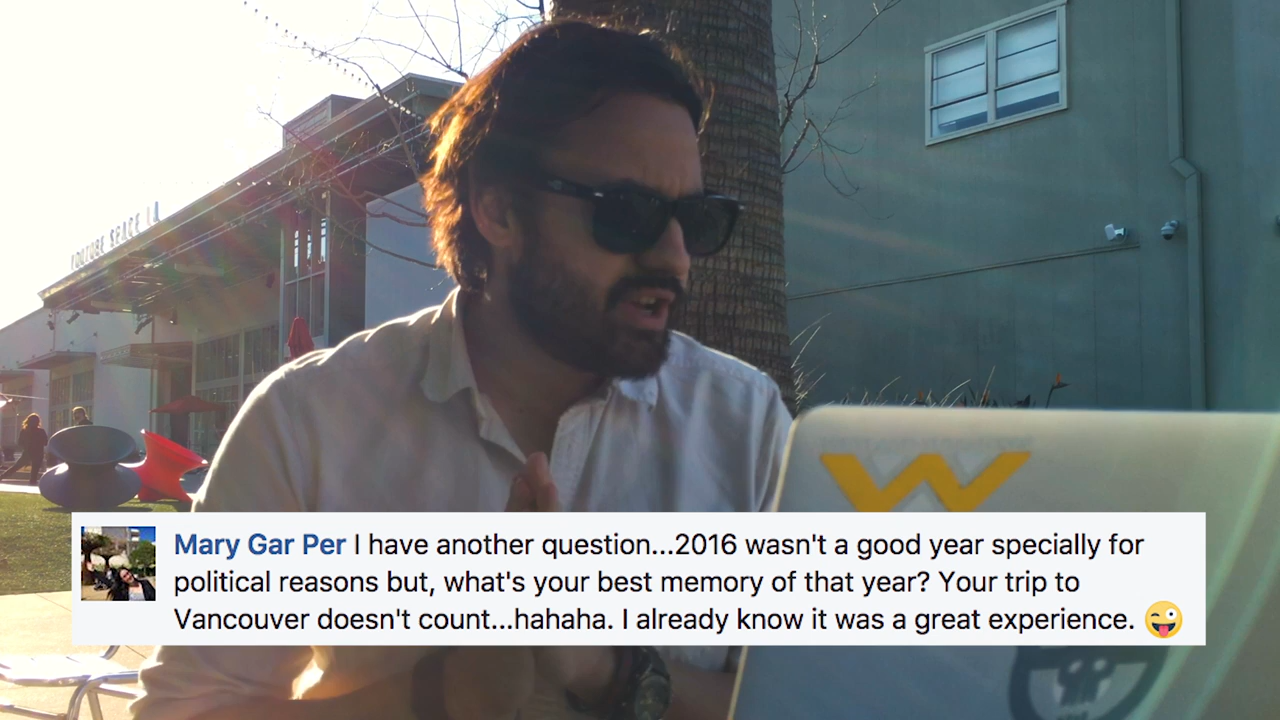 YOUTUBE SPACE LA
W
Mary Gar Per I have another question...2016 wasn't a good year specially for
political reasons but, what's your best memory of that year? Your trip to
Vancouver doesn't count...hahaha. I already know it was a great experience. 😜